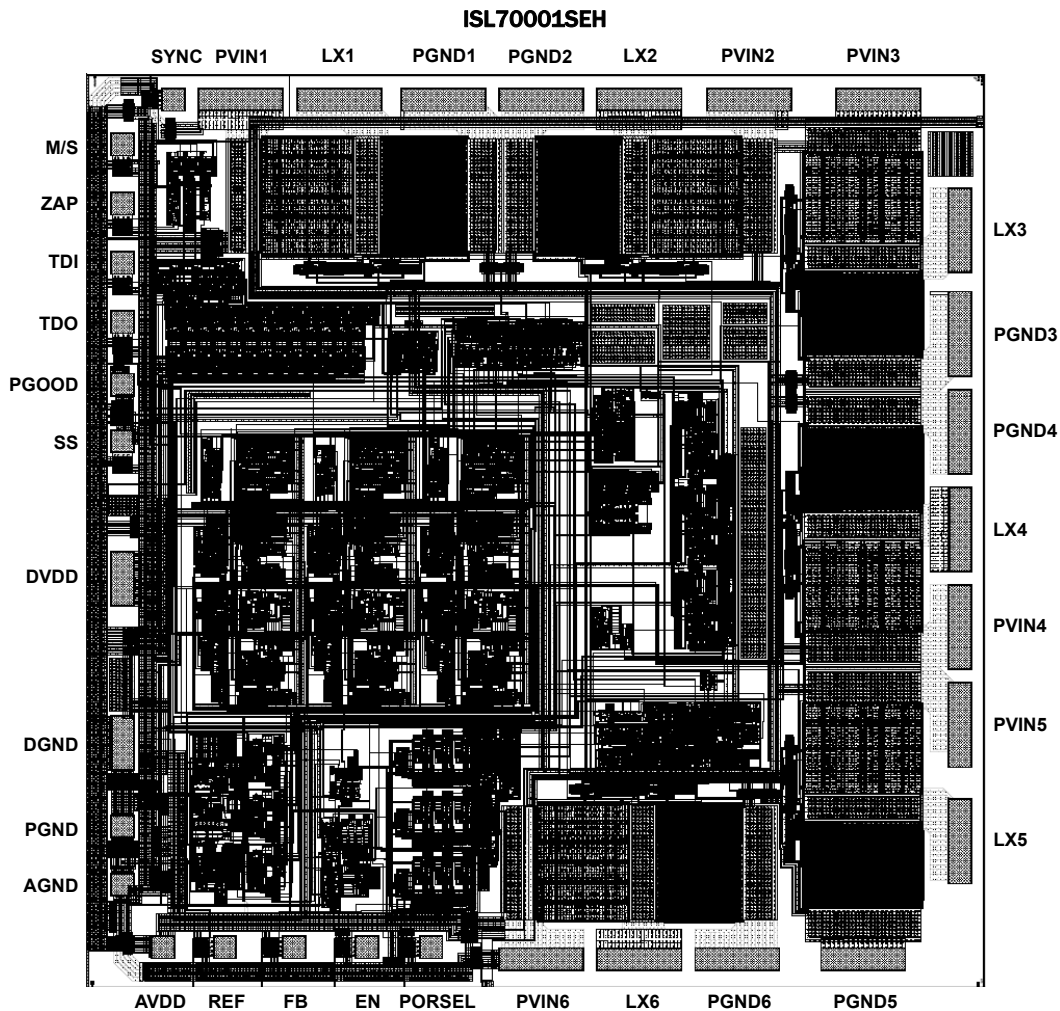 ISL70001SEH
SYNC PVIN1 LX1 PGND1 PGND2 LX2 PVIN2 PVIN3
M/S
ZAP
LX3
TDI
TDO
PGND3
PGOOD
PGND4
SS
LX4
DVDD
PVIN4
PVIN5
DGND
PGND
LX5
AGND
AVDD REF FB EN PORSEL PVIN6 LX6 PGND6 PGND5